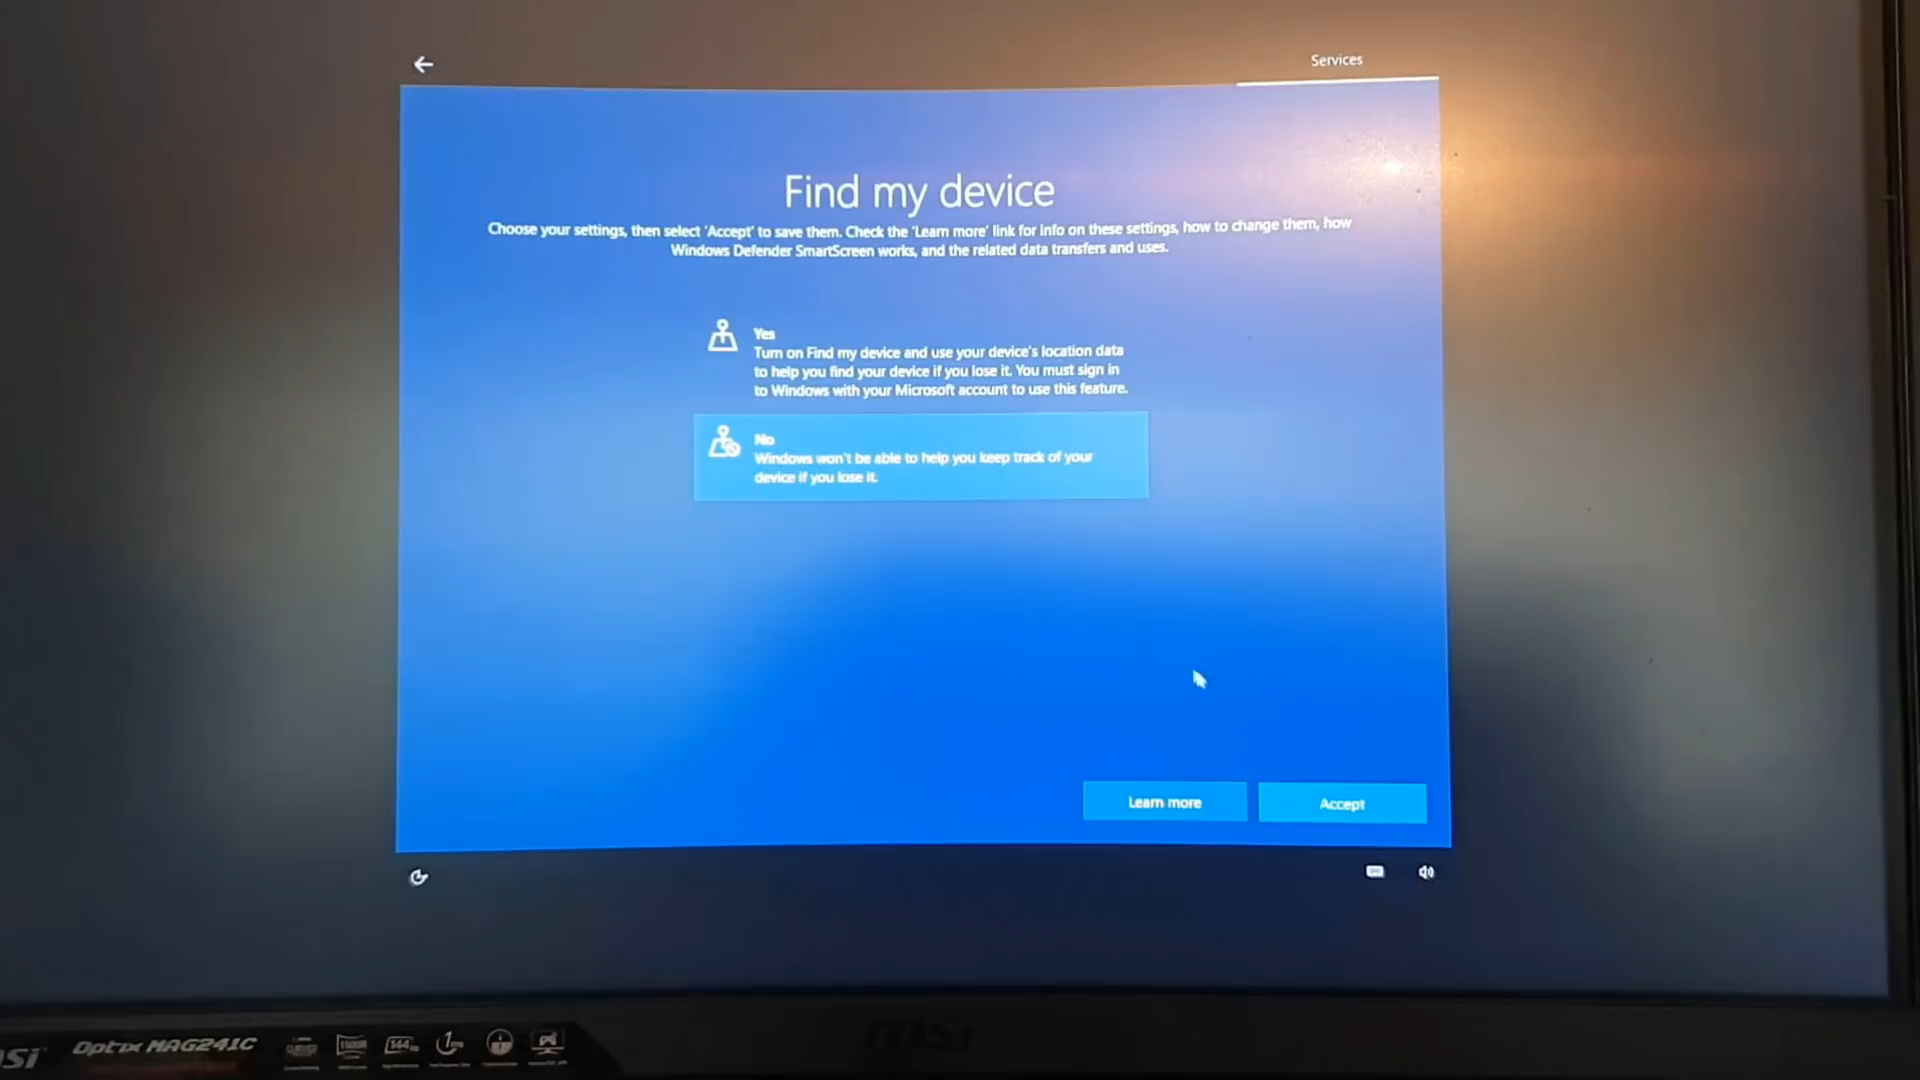 Services
Find my device
Choose your settings, then select 'Accept' to save them. Check the 'Learn more' link for info on these settings, how to change them, how
Windows Defender SmartScreen works, and the related data transfers and uses.
Yes
Turn on Find my device and use your device's location data
to help you find your device if you lose it. You must sign in
to Windows with your Microsoft account to use this feature.
No
Windows won't be able to help you keep track of your
device if you lose it.
Learn more
Accept
msi
Optix MAG241C
1500R
144Hz
1ms